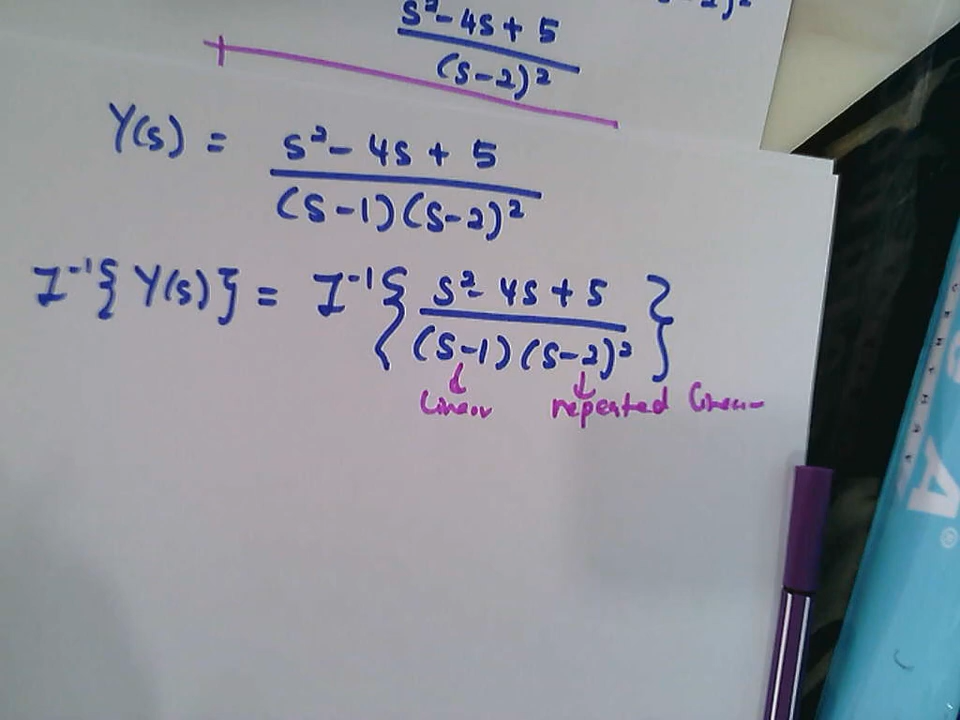 s² - 4s + 5
(s-2)²
Y(s) = s² - 4s + 5
(s-1)(s-2)²
I⁻¹{Y(s)} = I⁻¹{ s² - 4s + 5
(s-1)(s-2)² }
Linear repeated Linear
A